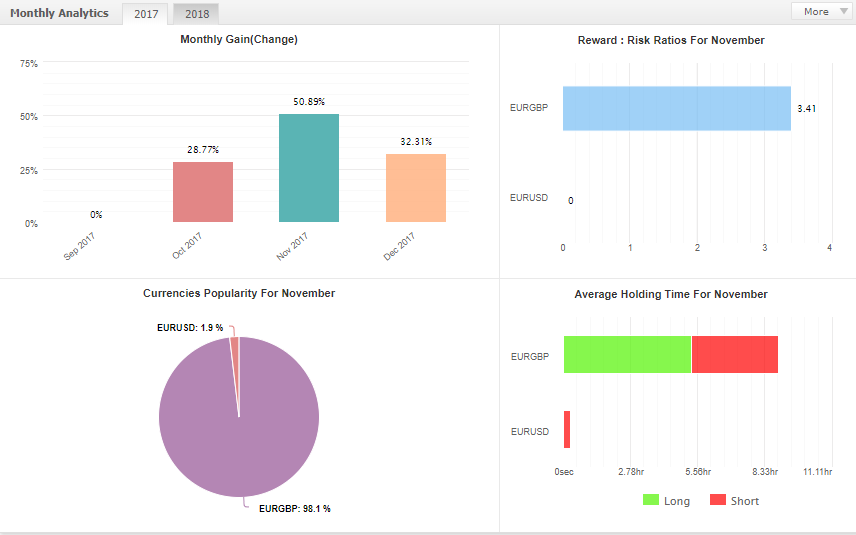 Monthly Analytics 2017 2018 More
Monthly Gain(Change)
75%
50%
25%
0%
0%
28.77%
50.89%
32.31%
Sep 2017
Oct 2017
Nov 2017
Dec 2017
Reward : Risk Ratios For November
EURGBP
3.41
EURUSD
0
0 1 2 3 4
Currencies Popularity For November
EURUSD: 1.9 %
EURGBP: 98.1 %
Average Holding Time For November
EURGBP
EURUSD
0sec 2.78hr 5.56hr 8.33hr 11.11hr
Long Short